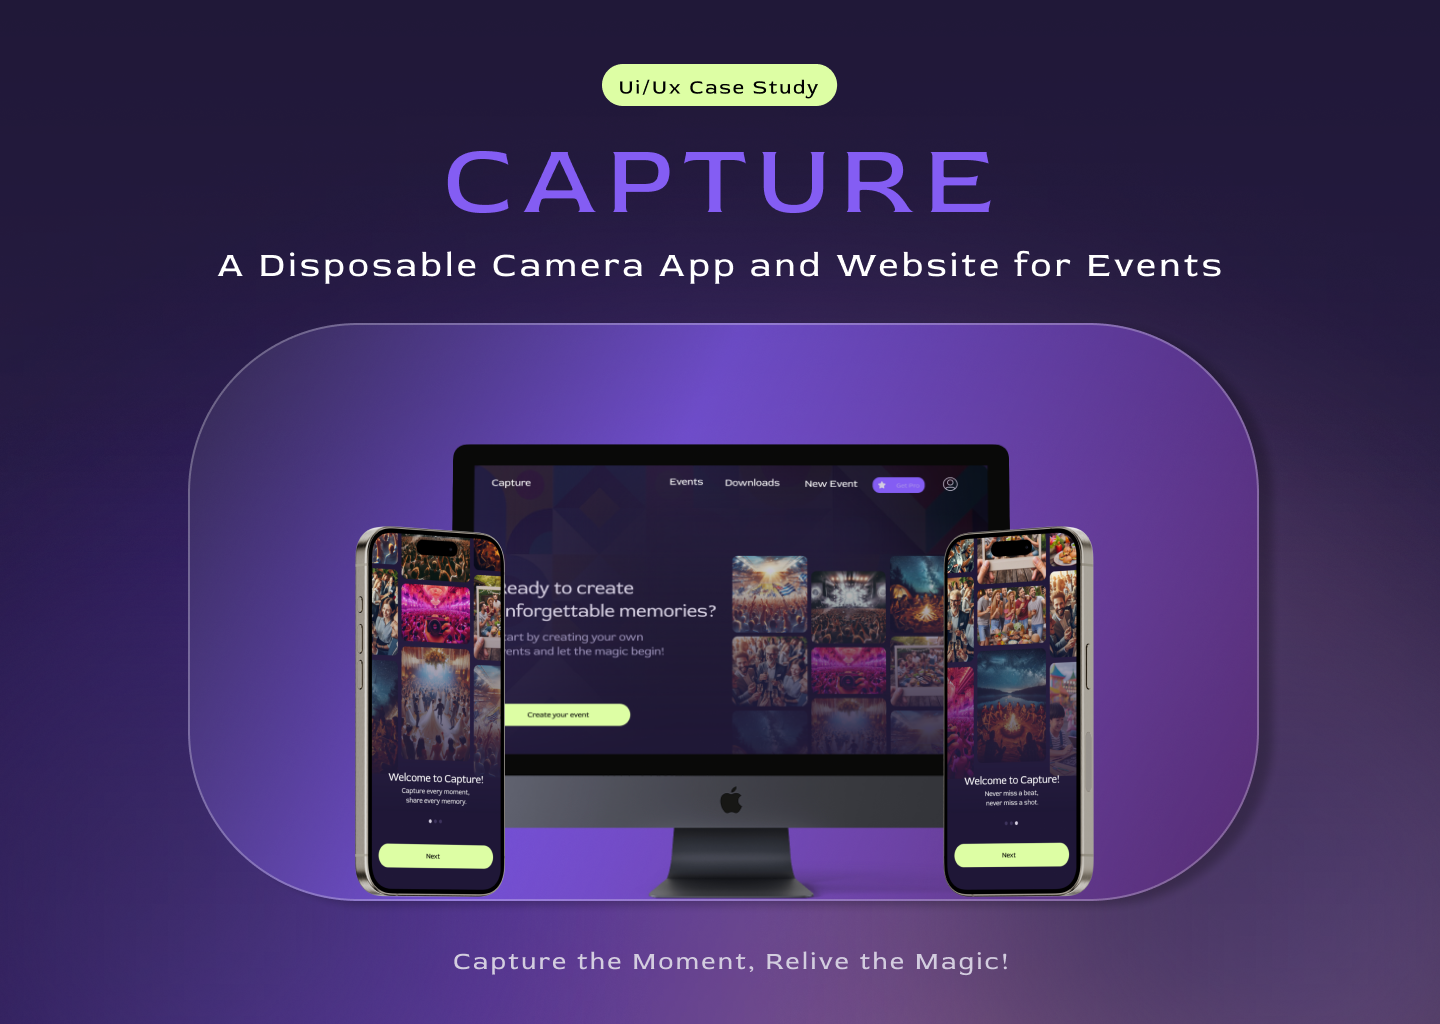 Ui/Ux Case Study
CAPTURE
A Disposable Camera App and Website for Events
Capture
Events
Downloads
New Event
Get Pro
eady to create
nforgettable memories?
tart by creating your own
ents and let the magic begin!
Create your event
Welcome to Capture!
Capture every moment,
share every memory.
Next
Welcome to Capture!
Never miss a beat,
never miss a shot.
Next
Capture the Moment, Relive the Magic!